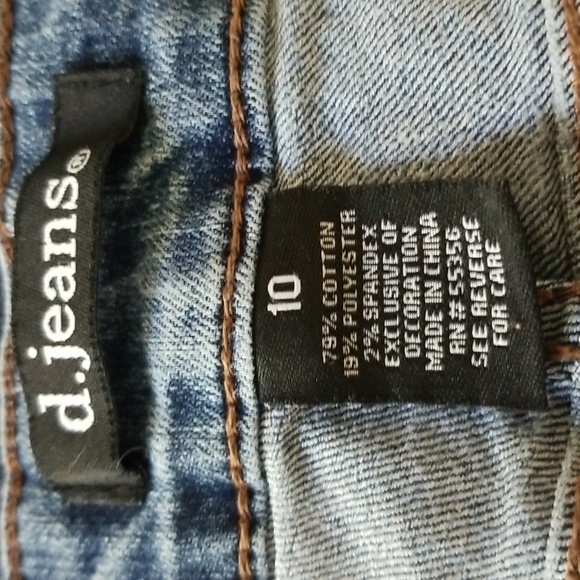 d.jeans®
10
79% COTTON
19% POLYESTER
2% SPANDEX
EXCLUSIVE OF
DECORATION
MADE IN CHINA
RN# 55356
SEE REVERSE
FOR CARE